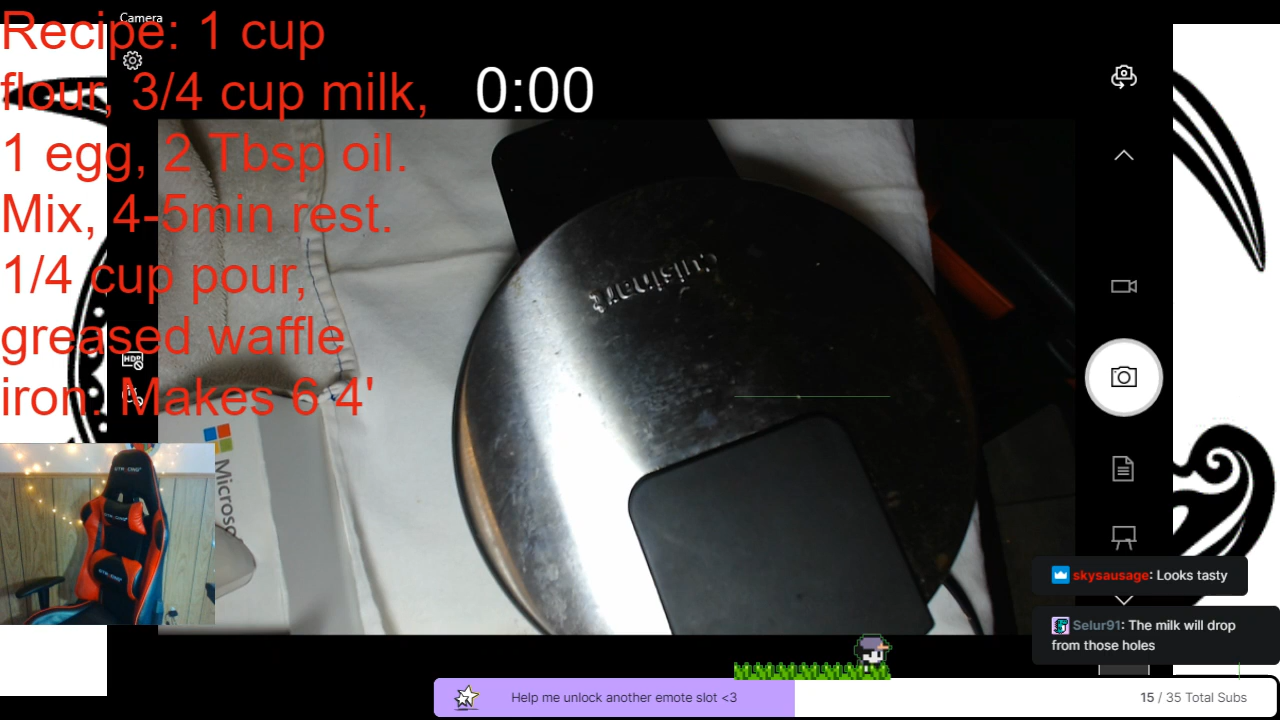 Camera
Recipe: 1 cup
flour, 3/4 cup milk,
1 egg, 2 Tbsp oil.
Mix, 4-5min rest.
1/4 cup pour,
greased waffle
iron. Makes 6 4'
0:00
Cuisinart
HDR
Microso
GTRACING
skysausage: Looks tasty
Selur91: The milk will drop
from those holes
Help me unlock another emote slot <3
15 / 35 Total Subs